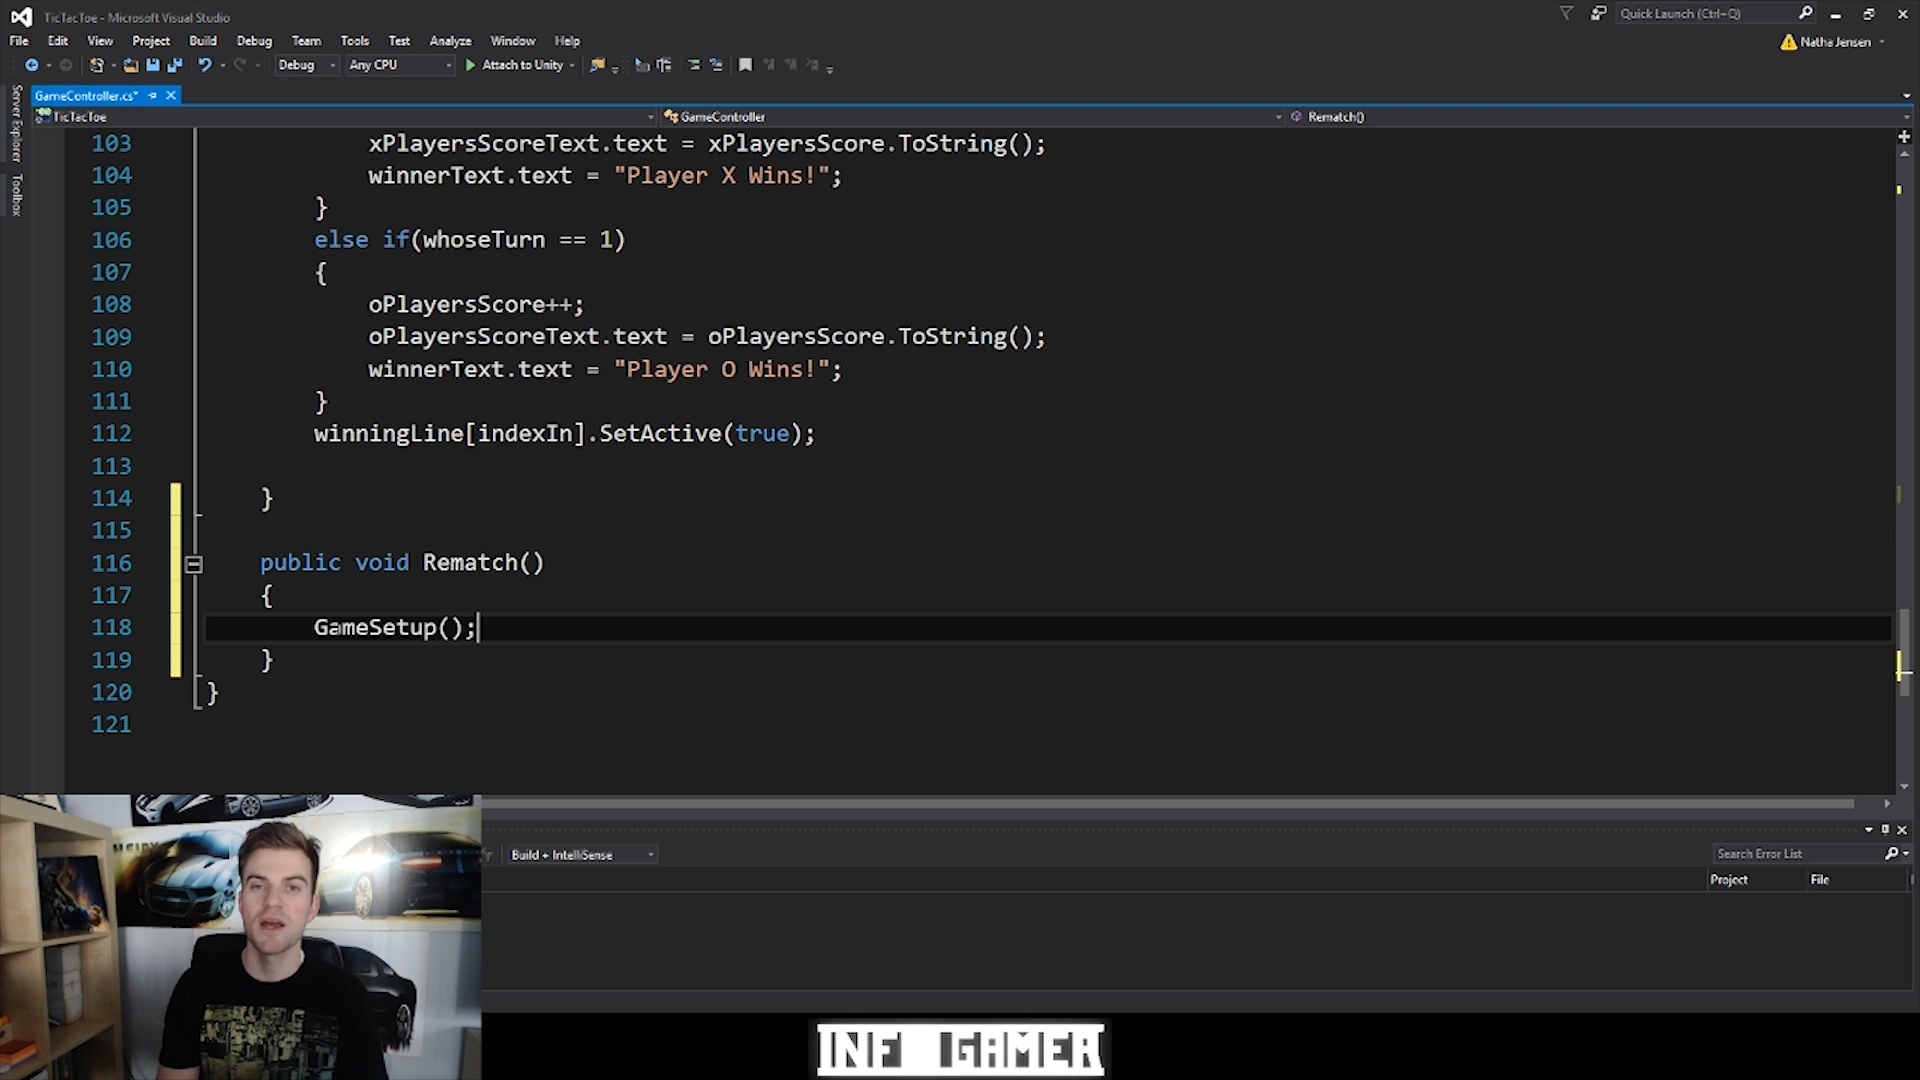 TicTacToe - Microsoft Visual Studio
Quick Launch (Ctrl+Q)
File Edit View Project Build Debug Team Tools Test Analyze Window Help
Natha Jensen
Debug Any CPU Attach to Unity
Server Explorer
Toolbox
GameController.cs*
TicTacToe GameController Rematch()
103 xPlayersScoreText.text = xPlayersScore.ToString();
104 winnerText.text = "Player X Wins!";
105 }
106 else if(whoseTurn == 1)
107 {
108 oPlayersScore++;
109 oPlayersScoreText.text = oPlayersScore.ToString();
110 winnerText.text = "Player O Wins!";
111 }
112 winningLine[indexIn].SetActive(true);
113
114 }
115
116 public void Rematch()
117 {
118 GameSetup();
119 }
120 }
121
Build + IntelliSense
Search Error List
Project File
INF GAMER